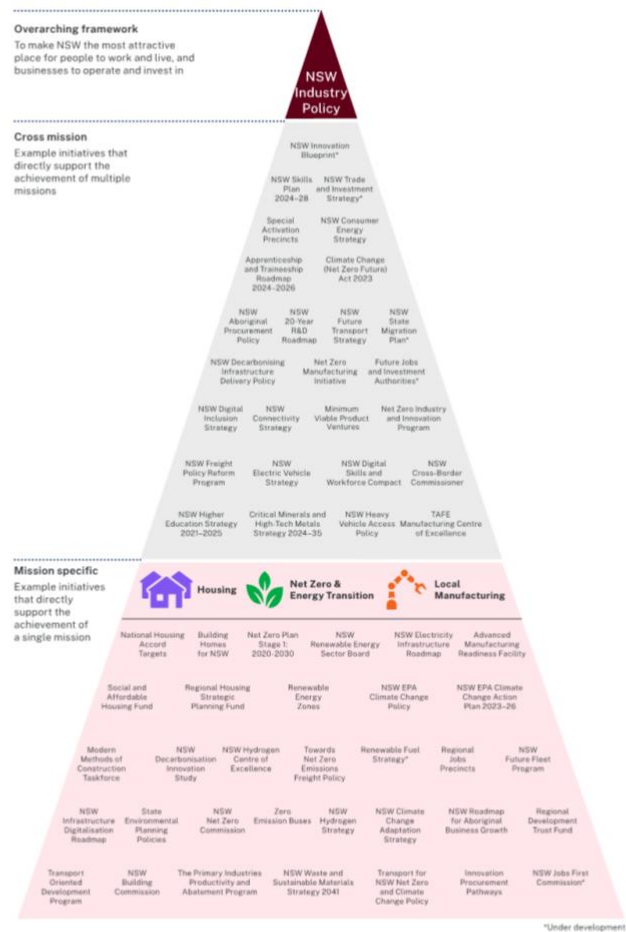 Overarching framework
To make NSW the most attractive
place for people to work and live, and
businesses to operate and invest in
NSW
Industry
Policy
Cross mission
Example initiatives that
directly support the
achievement of multiple
missions
NSW Innovation
Blueprint*
NSW Skills
Plan
2024–28
NSW Trade
and Investment
Strategy*
Special
Activation
Precincts
NSW Consumer
Energy
Strategy
Apprenticeship
and Traineeship
Roadmap
2024–2026
Climate Change
(Net Zero Future)
Act 2023
NSW
Aboriginal
Procurement
Policy
NSW
20-Year
R&D
Roadmap
NSW
Future
Transport
Strategy
NSW
State
Migration
Plan*
NSW Decarbonising
Infrastructure
Delivery Policy
Net Zero
Manufacturing
Initiative
Future Jobs
and Investment
Authorities*
NSW Digital
Inclusion
Strategy
NSW
Connectivity
Strategy
Minimum
Viable Product
Ventures
Net Zero Industry
and Innovation
Program
NSW Freight
Policy Reform
Program
NSW
Electric Vehicle
Strategy
NSW Digital
Skills and
Workforce Compact
NSW
Cross-Border
Commissioner
NSW Higher
Education Strategy
2021–2025
Critical Minerals and
High-Tech Metals
Strategy 2024–35
NSW Heavy
Vehicle Access
Policy
TAFE
Manufacturing Centre
of Excellence
Mission specific
Example initiatives
that directly
support the
achievement of
a single mission
Housing
Net Zero &
Energy Transition
Local
Manufacturing
National Housing
Accord
Targets
Building
Homes
for NSW
Net Zero Plan
Stage 1:
2020-2030
NSW
Renewable Energy
Sector Board
NSW Electricity
Infrastructure
Roadmap
Advanced
Manufacturing
Readiness Facility
Social and
Affordable
Housing Fund
Regional Housing
Strategic
Planning Fund
Renewable
Energy
Zones
NSW EPA
Climate Change
Policy
NSW EPA Climate
Change Action
Plan 2023–26
Modern
Methods of
Construction
Taskforce
NSW
Decarbonisation
Innovation
Study
NSW Hydrogen
Centre of
Excellence
Towards
Net Zero
Emissions
Freight Policy
Renewable Fuel
Strategy*
Regional
Jobs
Precincts
NSW
Future Fleet
Program
NSW
Infrastructure
Digitalisation
Roadmap
State
Environmental
Planning
Policies
NSW
Net Zero
Commission
Zero
Emission Buses
NSW
Hydrogen
Strategy
NSW Climate
Change
Adaptation
Strategy
NSW Roadmap
for Aboriginal
Business Growth
Regional
Development
Trust Fund
Transport
Oriented
Development
Program
NSW
Building
Commission
The Primary Industries
Productivity and
Abatement Program
NSW Waste and
Sustainable Materials
Strategy 2041
Transport for
NSW Net Zero
and Climate
Change Policy
Innovation
Procurement
Pathways
NSW Jobs First
Commission*
*Under development